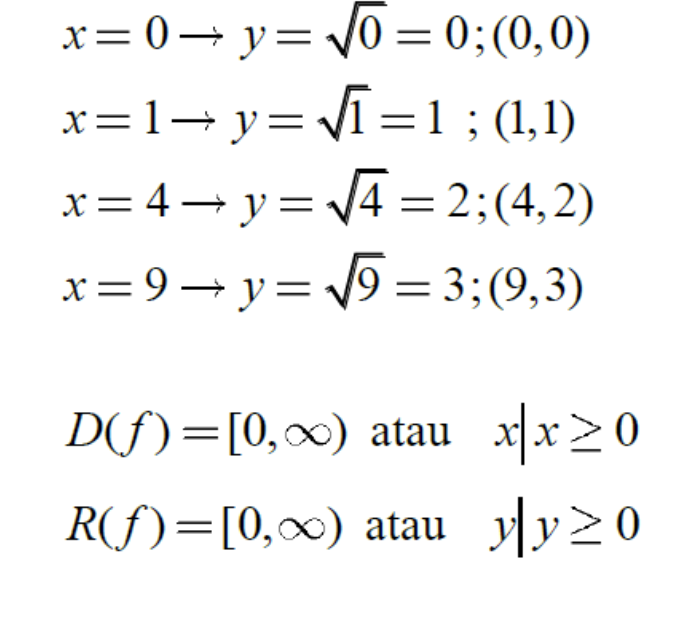 x = 0 → y = √0 = 0;(0,0)
x = 1 → y = √1 = 1 ; (1,1)
x = 4 → y = √4 = 2;(4,2)
x = 9 → y = √9 = 3;(9,3)
D(f) = [0,∞) atau x|x ≥ 0
R(f) = [0,∞) atau y|y ≥ 0